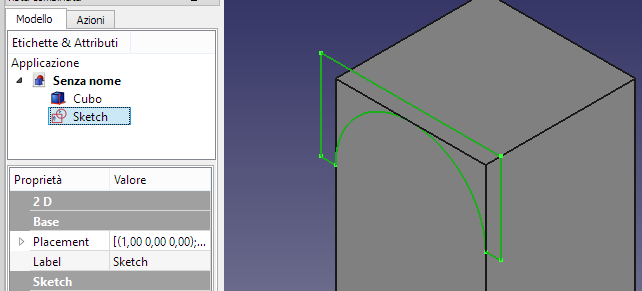 Modello Azioni
Etichette & Attributi
Applicazione
Senza nome
Cubo
Sketch
Proprietà Valore
2 D
Base
Placement [(1,00 0,00 0,00);...
Label Sketch
Sketch